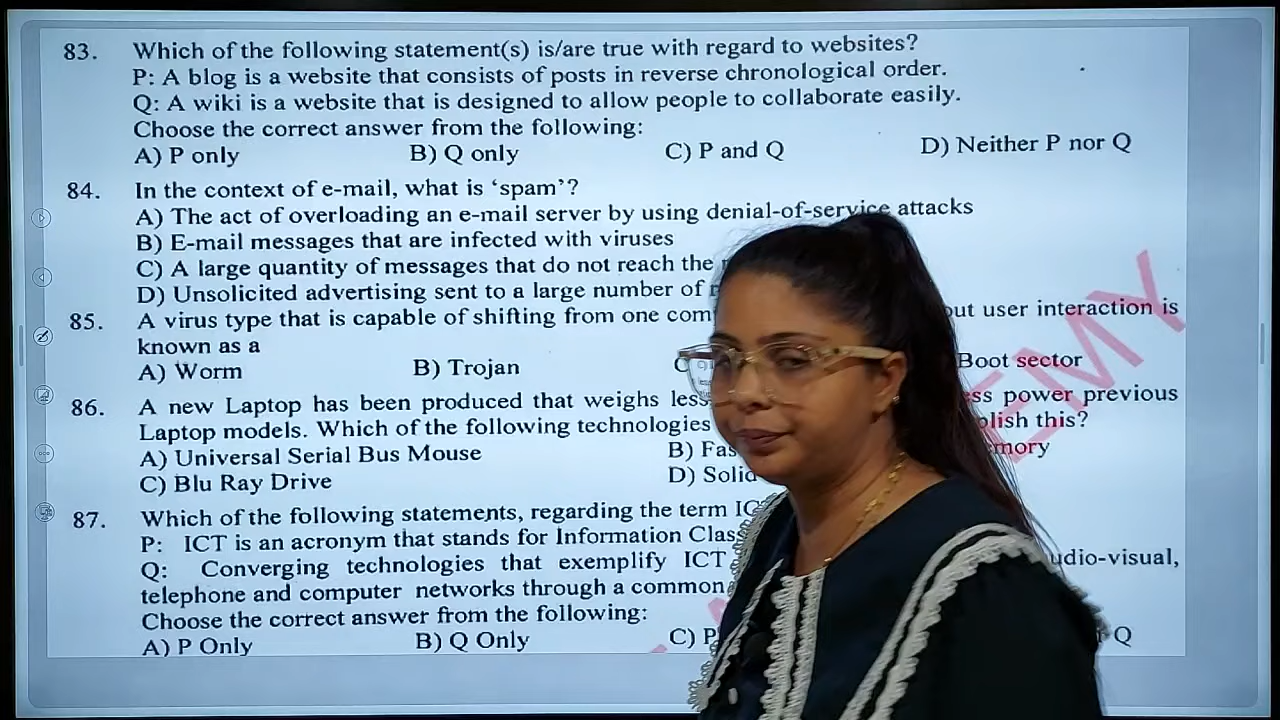 83. Which of the following statement(s) is/are true with regard to websites?
P: A blog is a website that consists of posts in reverse chronological order.
Q: A wiki is a website that is designed to allow people to collaborate easily.
Choose the correct answer from the following:
A) P only B) Q only C) P and Q D) Neither P nor Q
84. In the context of e-mail, what is ‘spam’?
A) The act of overloading an e-mail server by using denial-of-service attacks
B) E-mail messages that are infected with viruses
C) A large quantity of messages that do not reach the
D) Unsolicited advertising sent to a large number of
85. A virus type that is capable of shifting from one user interaction is
known as a
A) Worm B) Trojan Boot sector
86. A new Laptop has been produced that weighs power previous
Laptop models. Which of the following technologies this?
A) Universal Serial Bus Mouse B)
C) Blu Ray Drive D)
87. Which of the following statements, regarding the term
P: ICT is an acronym that stands for Information
Q: Converging technologies that exemplify ICT
telephone and computer networks through a common
Choose the correct answer from the following:
A) P Only B) Q Only C) P Q